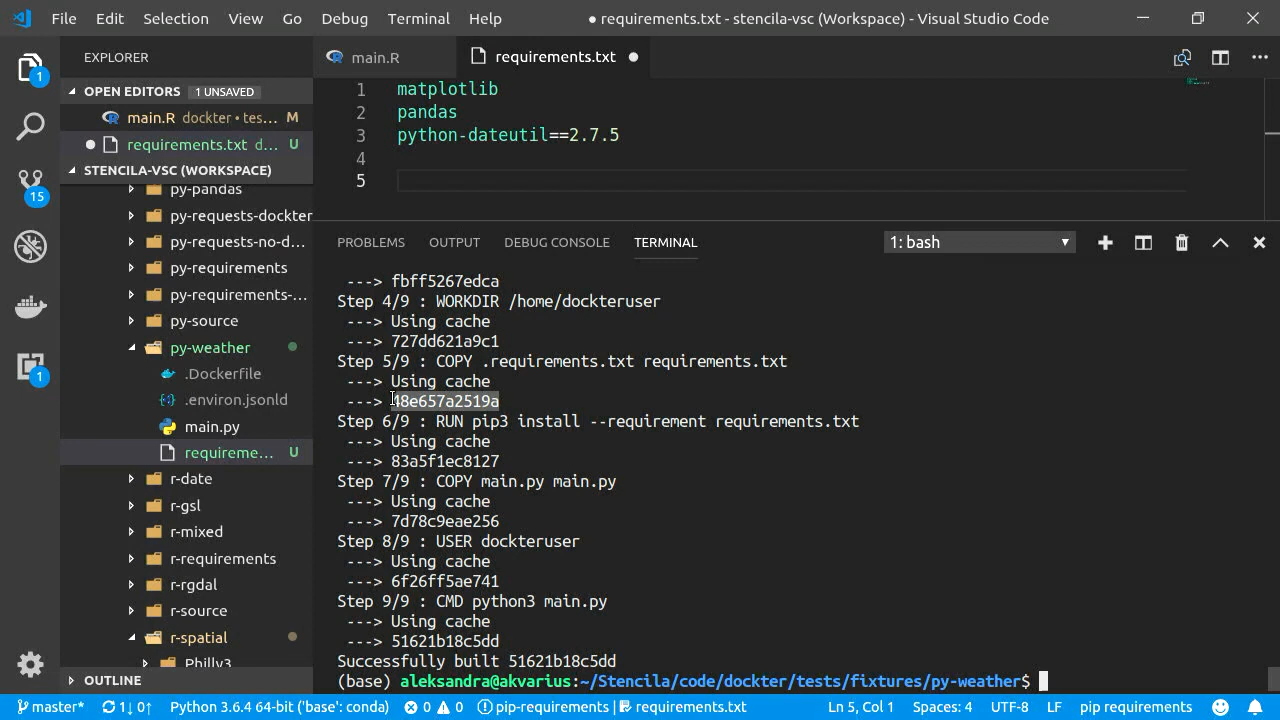 File Edit Selection View Go Debug Terminal Help ● requirements.txt - stencila-vsc (Workspace) - Visual Studio Code
EXPLORER
1
OPEN EDITORS 1 UNSAVED
main.R dockter • tes... M
requirements.txt d... U
STENCILA-VSC (WORKSPACE)
py-pandas
py-requests-dockter
py-requests-no-d...
py-requirements
py-requirements-...
py-source
py-weather
.Dockerfile
.environ.jsonld
main.py
requireme... U
r-date
r-gsl
r-mixed
r-requirements
r-rgdal
r-source
r-spatial
Philly3
OUTLINE
15
1
main.R requirements.txt
1 matplotlib
2 pandas
3 python-dateutil==2.7.5
4
5
PROBLEMS OUTPUT DEBUG CONSOLE TERMINAL 1: bash
---> fbff5267edca
Step 4/9 : WORKDIR /home/dockteruser
---> Using cache
---> 727dd621a9c1
Step 5/9 : COPY .requirements.txt requirements.txt
---> Using cache
---> 48e657a2519a
Step 6/9 : RUN pip3 install --requirement requirements.txt
---> Using cache
---> 83a5f1ec8127
Step 7/9 : COPY main.py main.py
---> Using cache
---> 7d78c9eae256
Step 8/9 : USER dockteruser
---> Using cache
---> 6f26ff5ae741
Step 9/9 : CMD python3 main.py
---> Using cache
---> 51621b18c5dd
Successfully built 51621b18c5dd
(base) aleksandra@akvarius:~/Stencila/code/dockter/tests/fixtures/py-weather$
master* 1↓ 0↑ Python 3.6.4 64-bit ('base': conda) 0 0 pip-requirements | requirements.txt Ln 5, Col 1 Spaces: 4 UTF-8 LF pip requirements